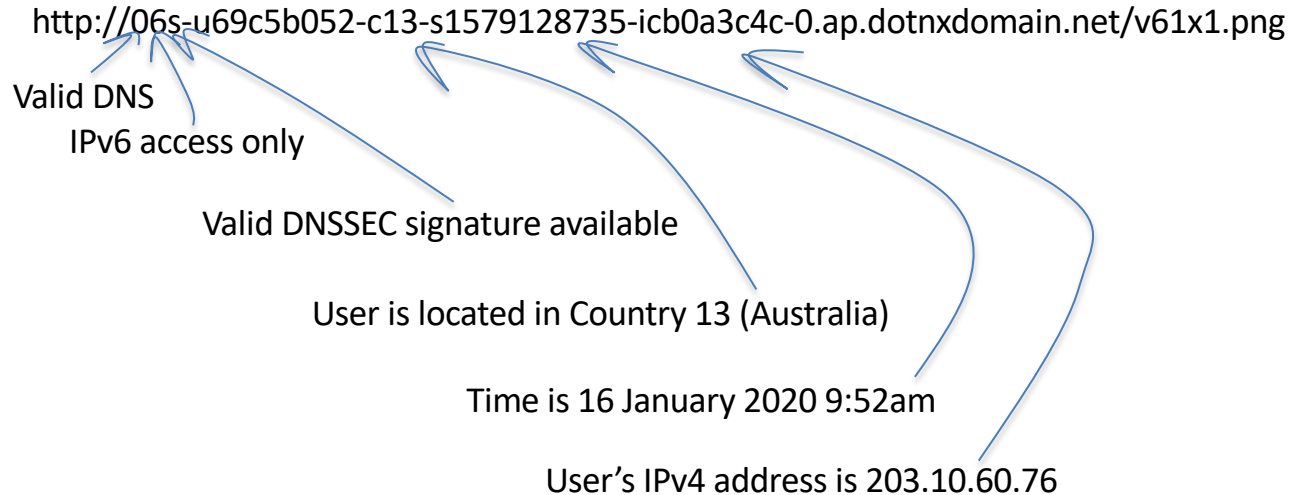 http://06s-u69c5b052-c13-s1579128735-icb0a3c4c-0.ap.dotnxdomain.net/v61x1.png
Valid DNS
IPv6 access only
Valid DNSSEC signature available
User is located in Country 13 (Australia)
Time is 16 January 2020 9:52am
User’s IPv4 address is 203.10.60.76